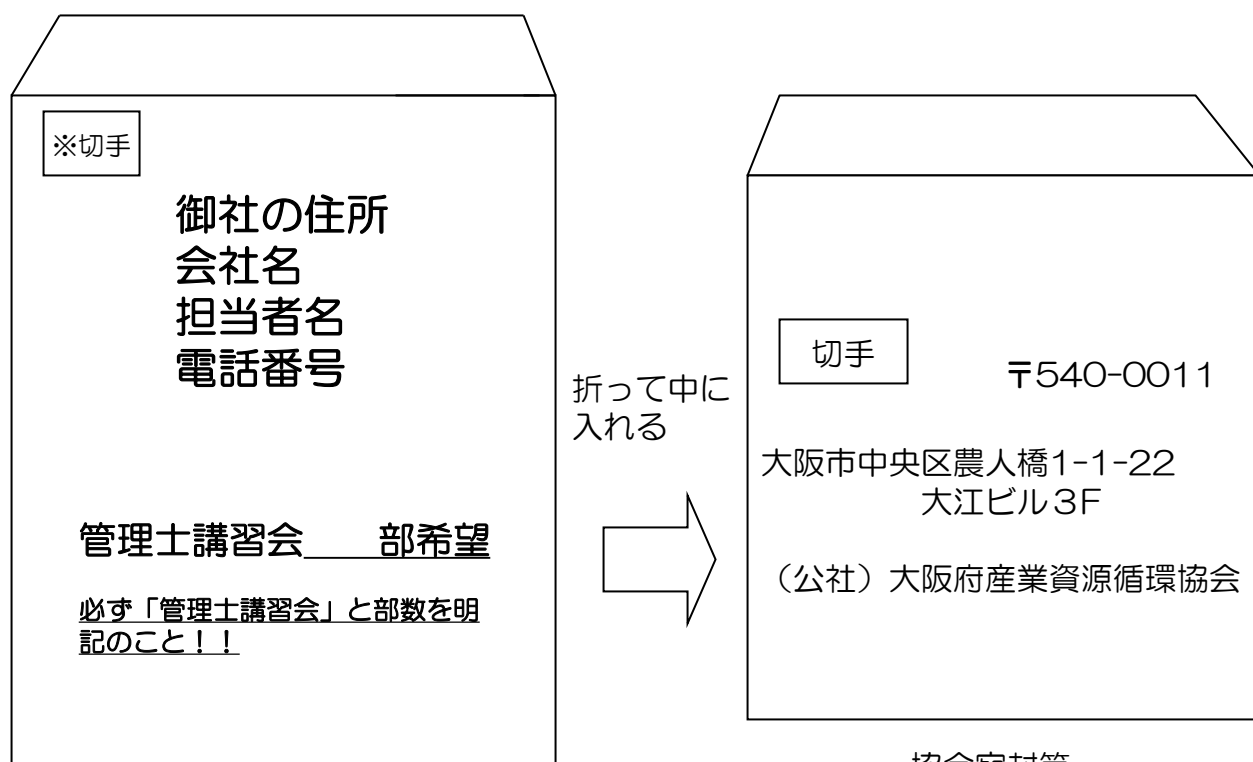 ※切手
御社の住所
会社名
担当者名
電話番号
管理士講習会　　部希望
必ず「管理士講習会」と部数を明
記のこと！！
折って中に
入れる
切手
〒540-0011
大阪市中央区農人橋1-1-22
大江ビル３F
（公社）大阪府産業資源循環協会